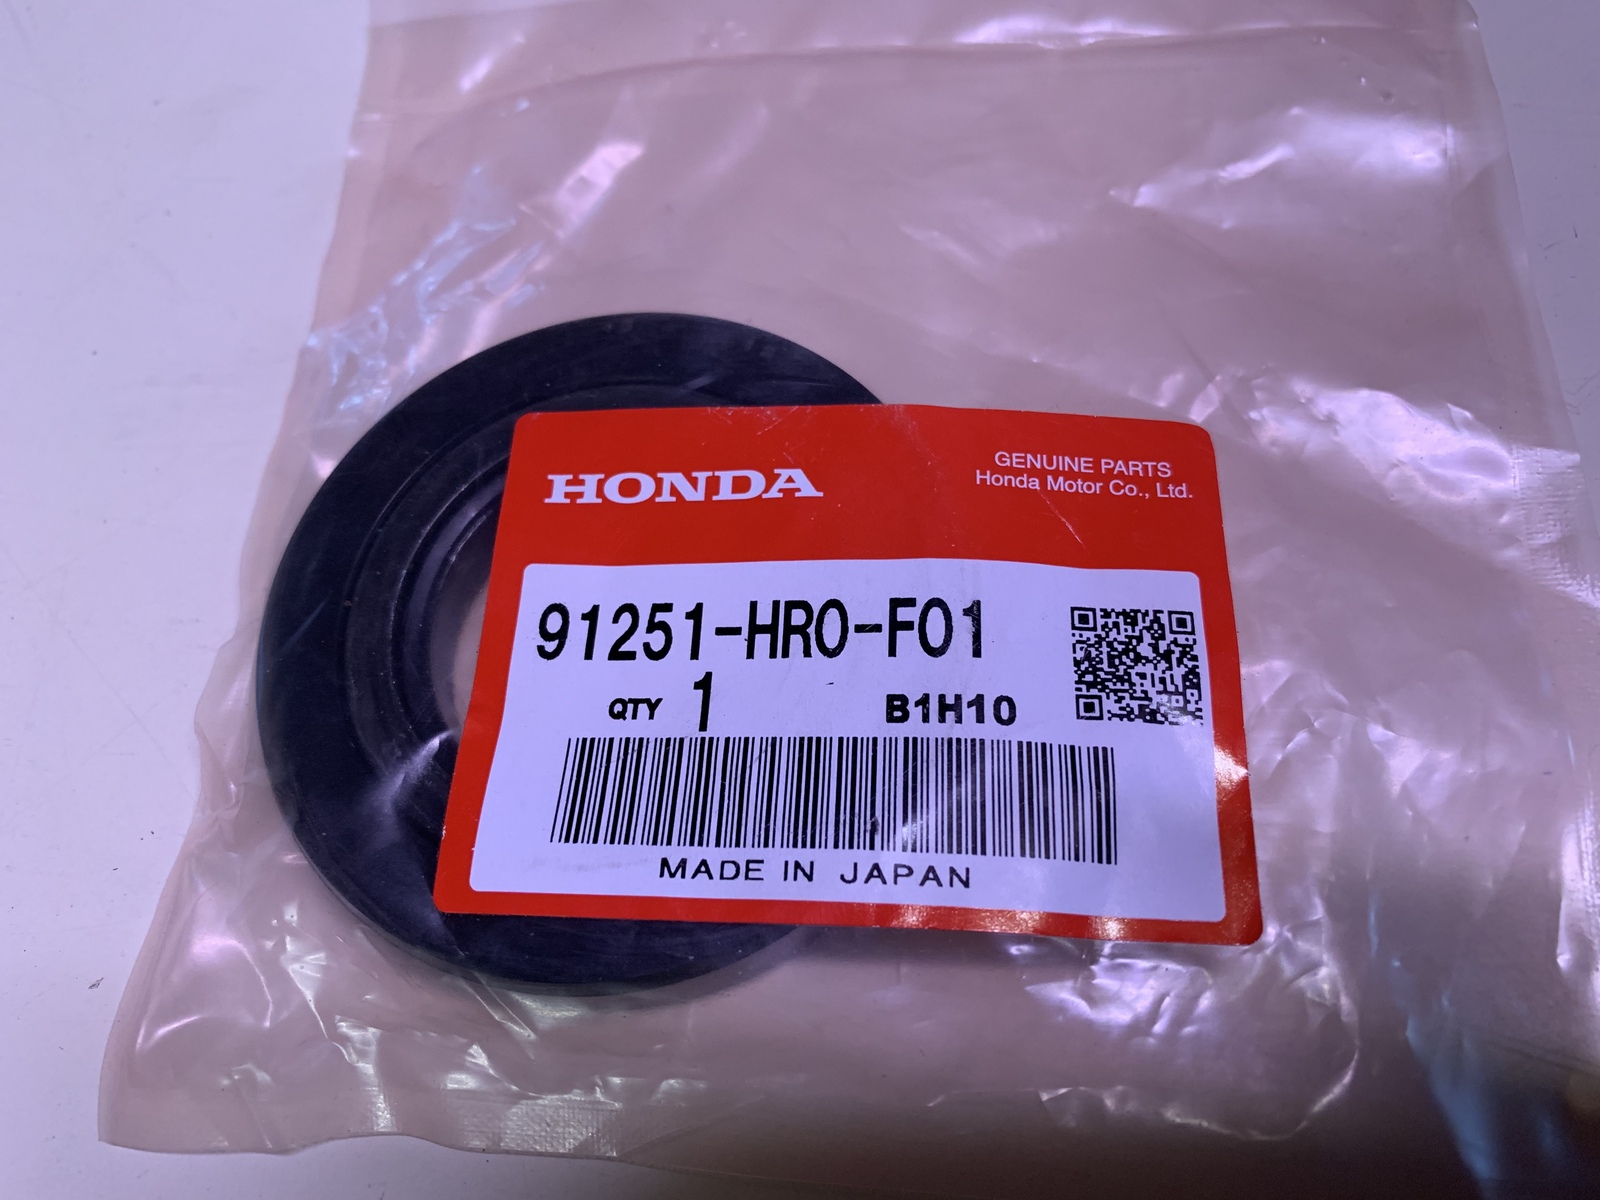 HONDA
GENUINE PARTS
Honda Motor Co., Ltd.
91251-HR0-F01
QTY 1 B1H10
MADE IN JAPAN